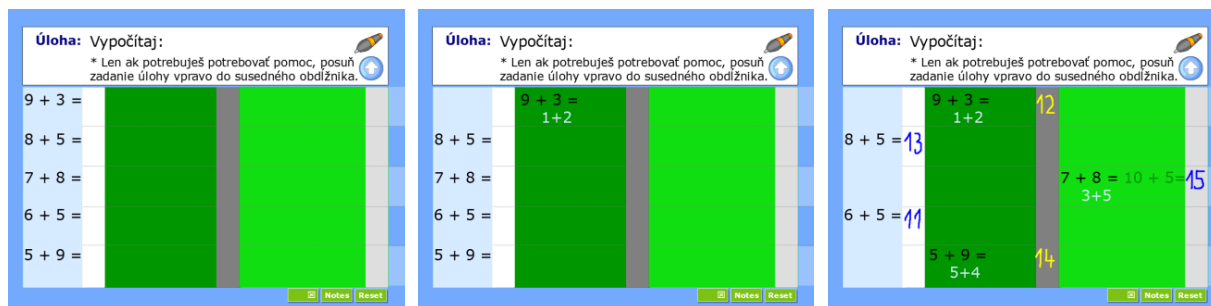 Úloha: Vypočítaj:
* Len ak potrebuješ potrebovať pomoc, posuň
zadanie úlohy vpravo do susedného obdĺžnika.
9 + 3 =
8 + 5 =
7 + 8 =
6 + 5 =
5 + 9 =
Notes Reset
Úloha: Vypočítaj:
* Len ak potrebuješ potrebovať pomoc, posuň
zadanie úlohy vpravo do susedného obdĺžnika.
9 + 3 =
1+2
8 + 5 =
7 + 8 =
6 + 5 =
5 + 9 =
Notes Reset
Úloha: Vypočítaj:
* Len ak potrebuješ potrebovať pomoc, posuň
zadanie úlohy vpravo do susedného obdĺžnika.
9 + 3 = 12
1+2
8 + 5 = 13
7 + 8 = 10 + 5= 15
3+5
6 + 5 = 11
5 + 9 = 14
5+4
Notes Reset